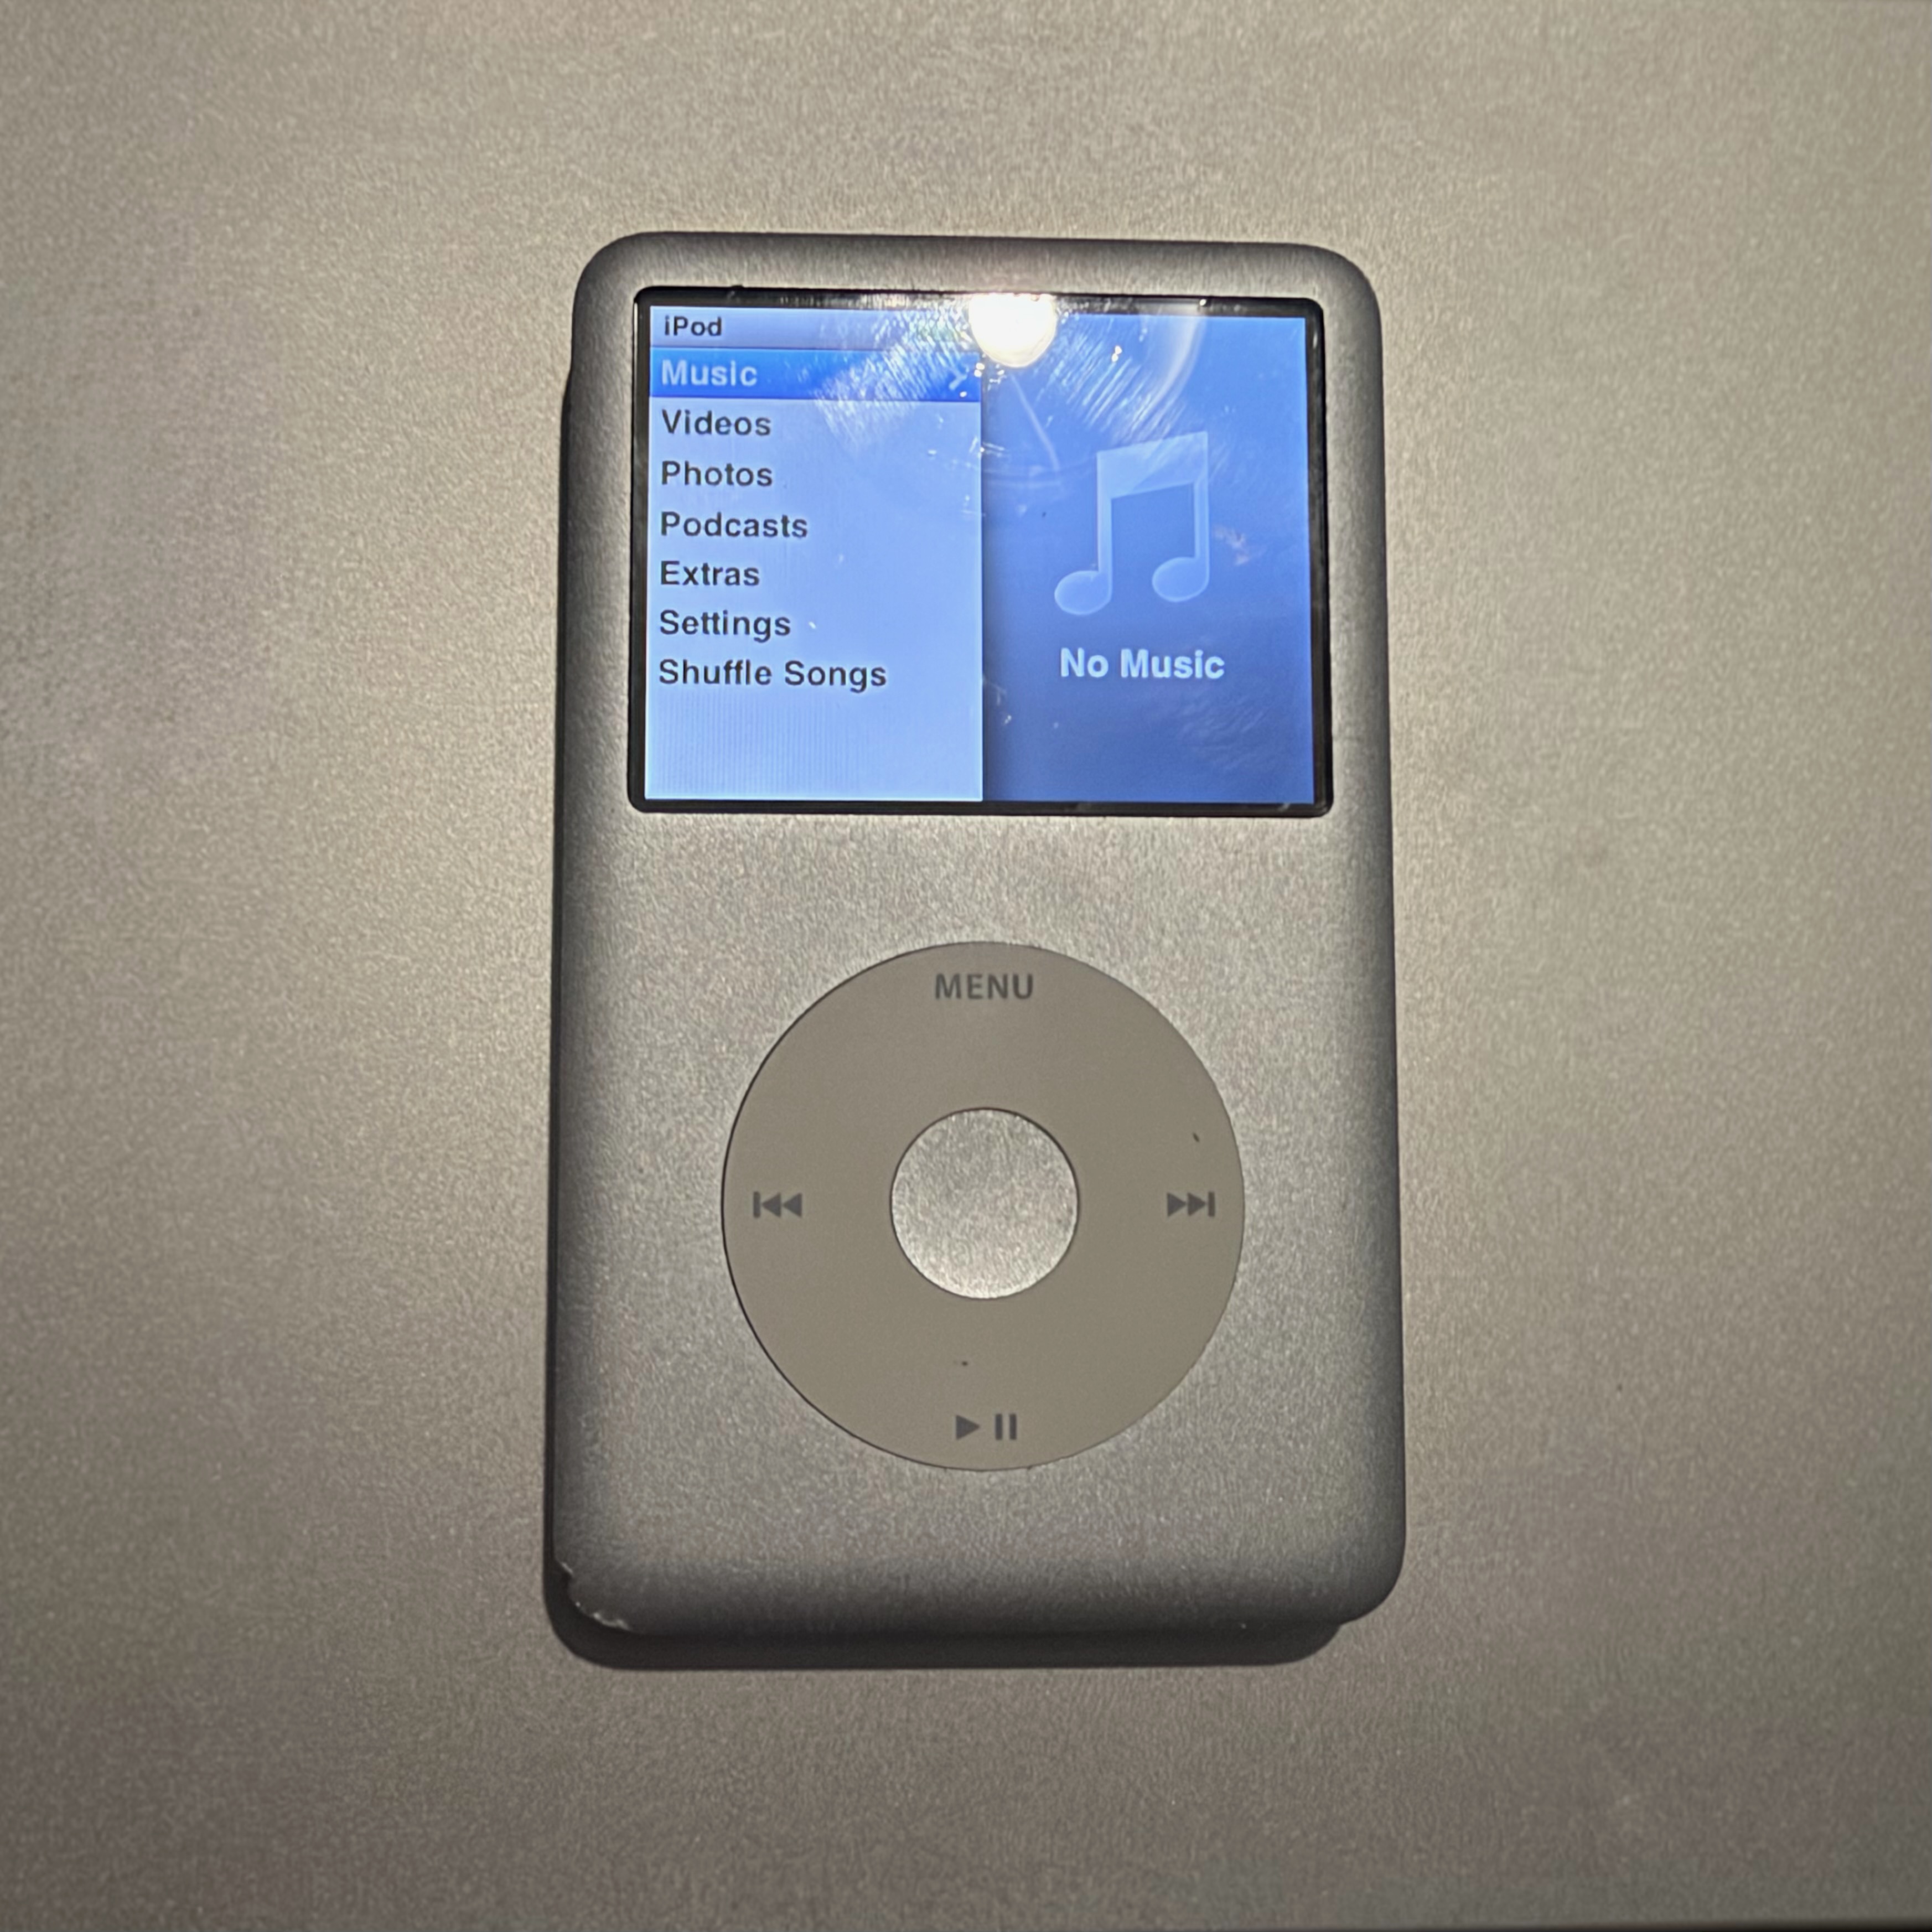 iPod
Music
Videos
Photos
Podcasts
Extras
Settings
Shuffle Songs
No Music
MENU